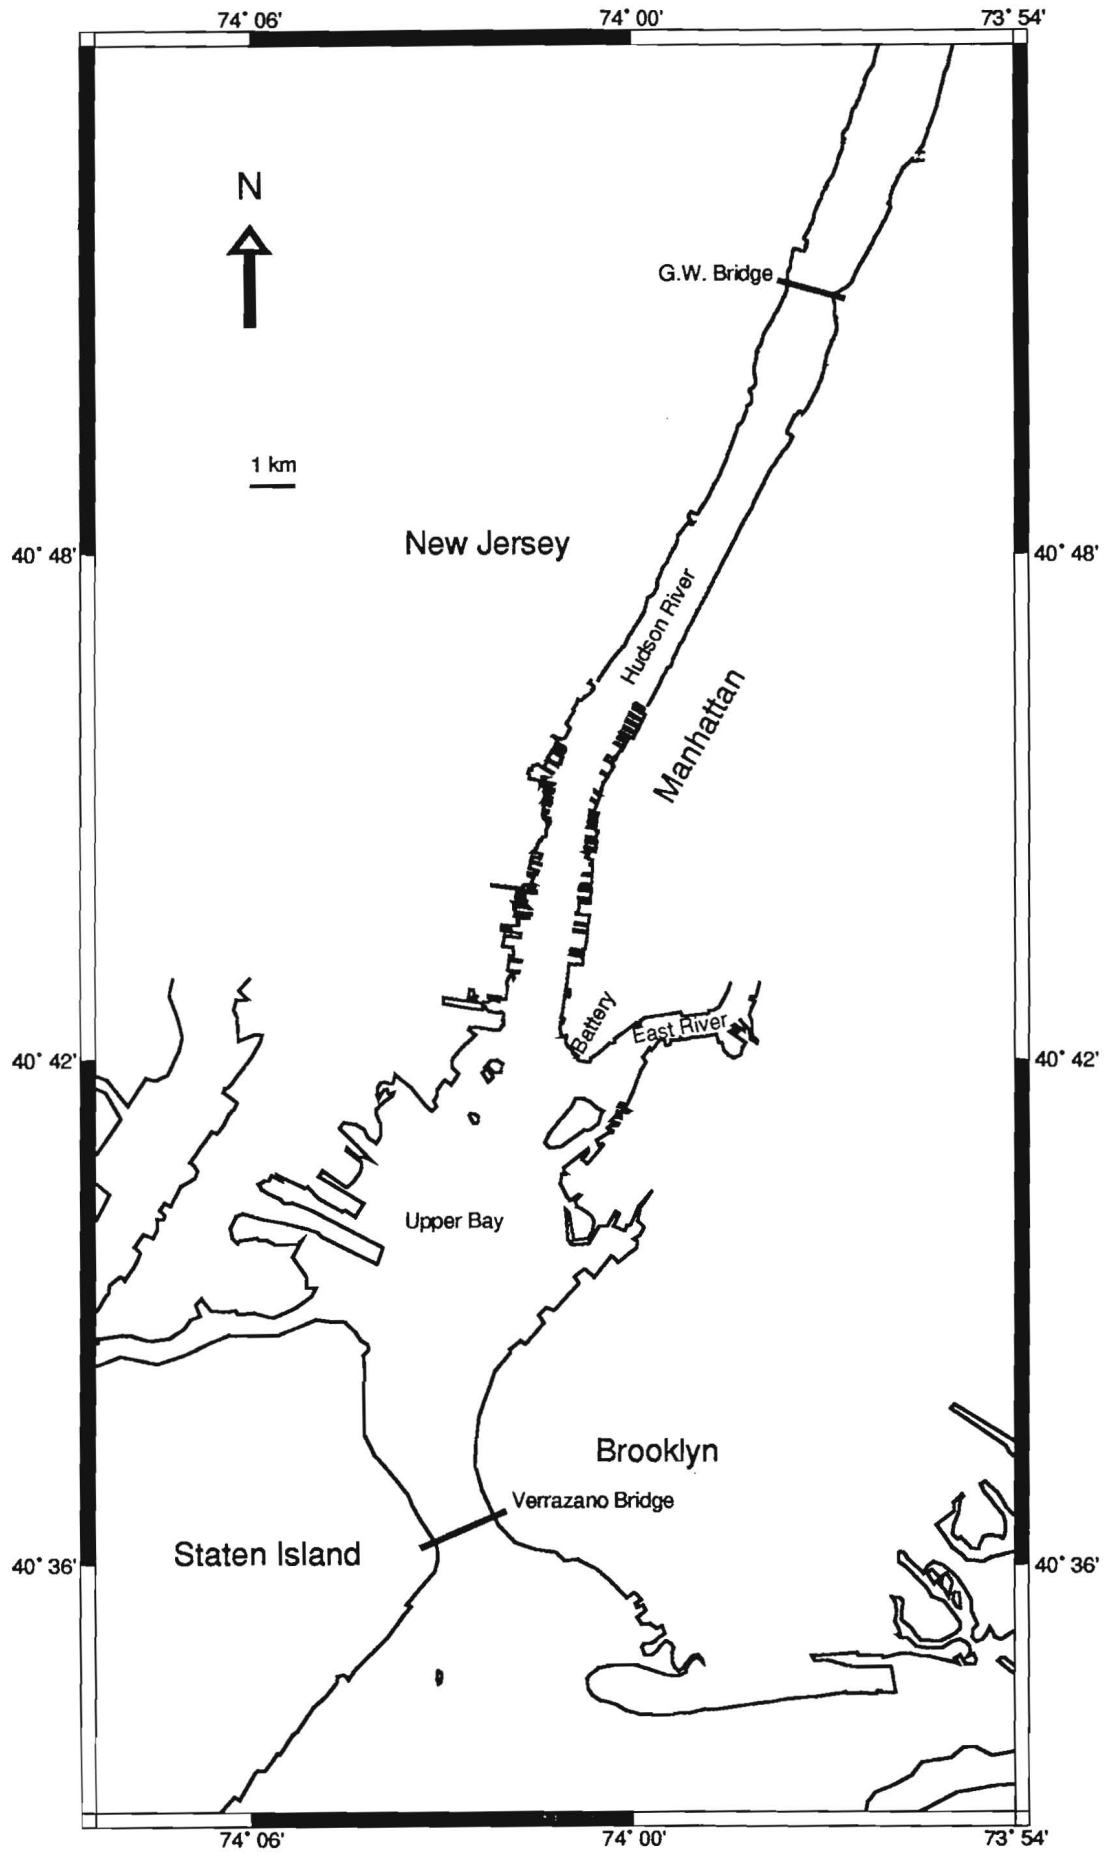 74° 06'
74° 00'
73° 54'
N
G.W. Bridge
1 km
New Jersey
40° 48'
40° 48'
Hudson River
Manhattan
Battery
East River
40° 42'
40° 42'
Upper Bay
Brooklyn
Verrazano Bridge
Staten Island
40° 36'
40° 36'
74° 06'
74° 00'
73° 54'